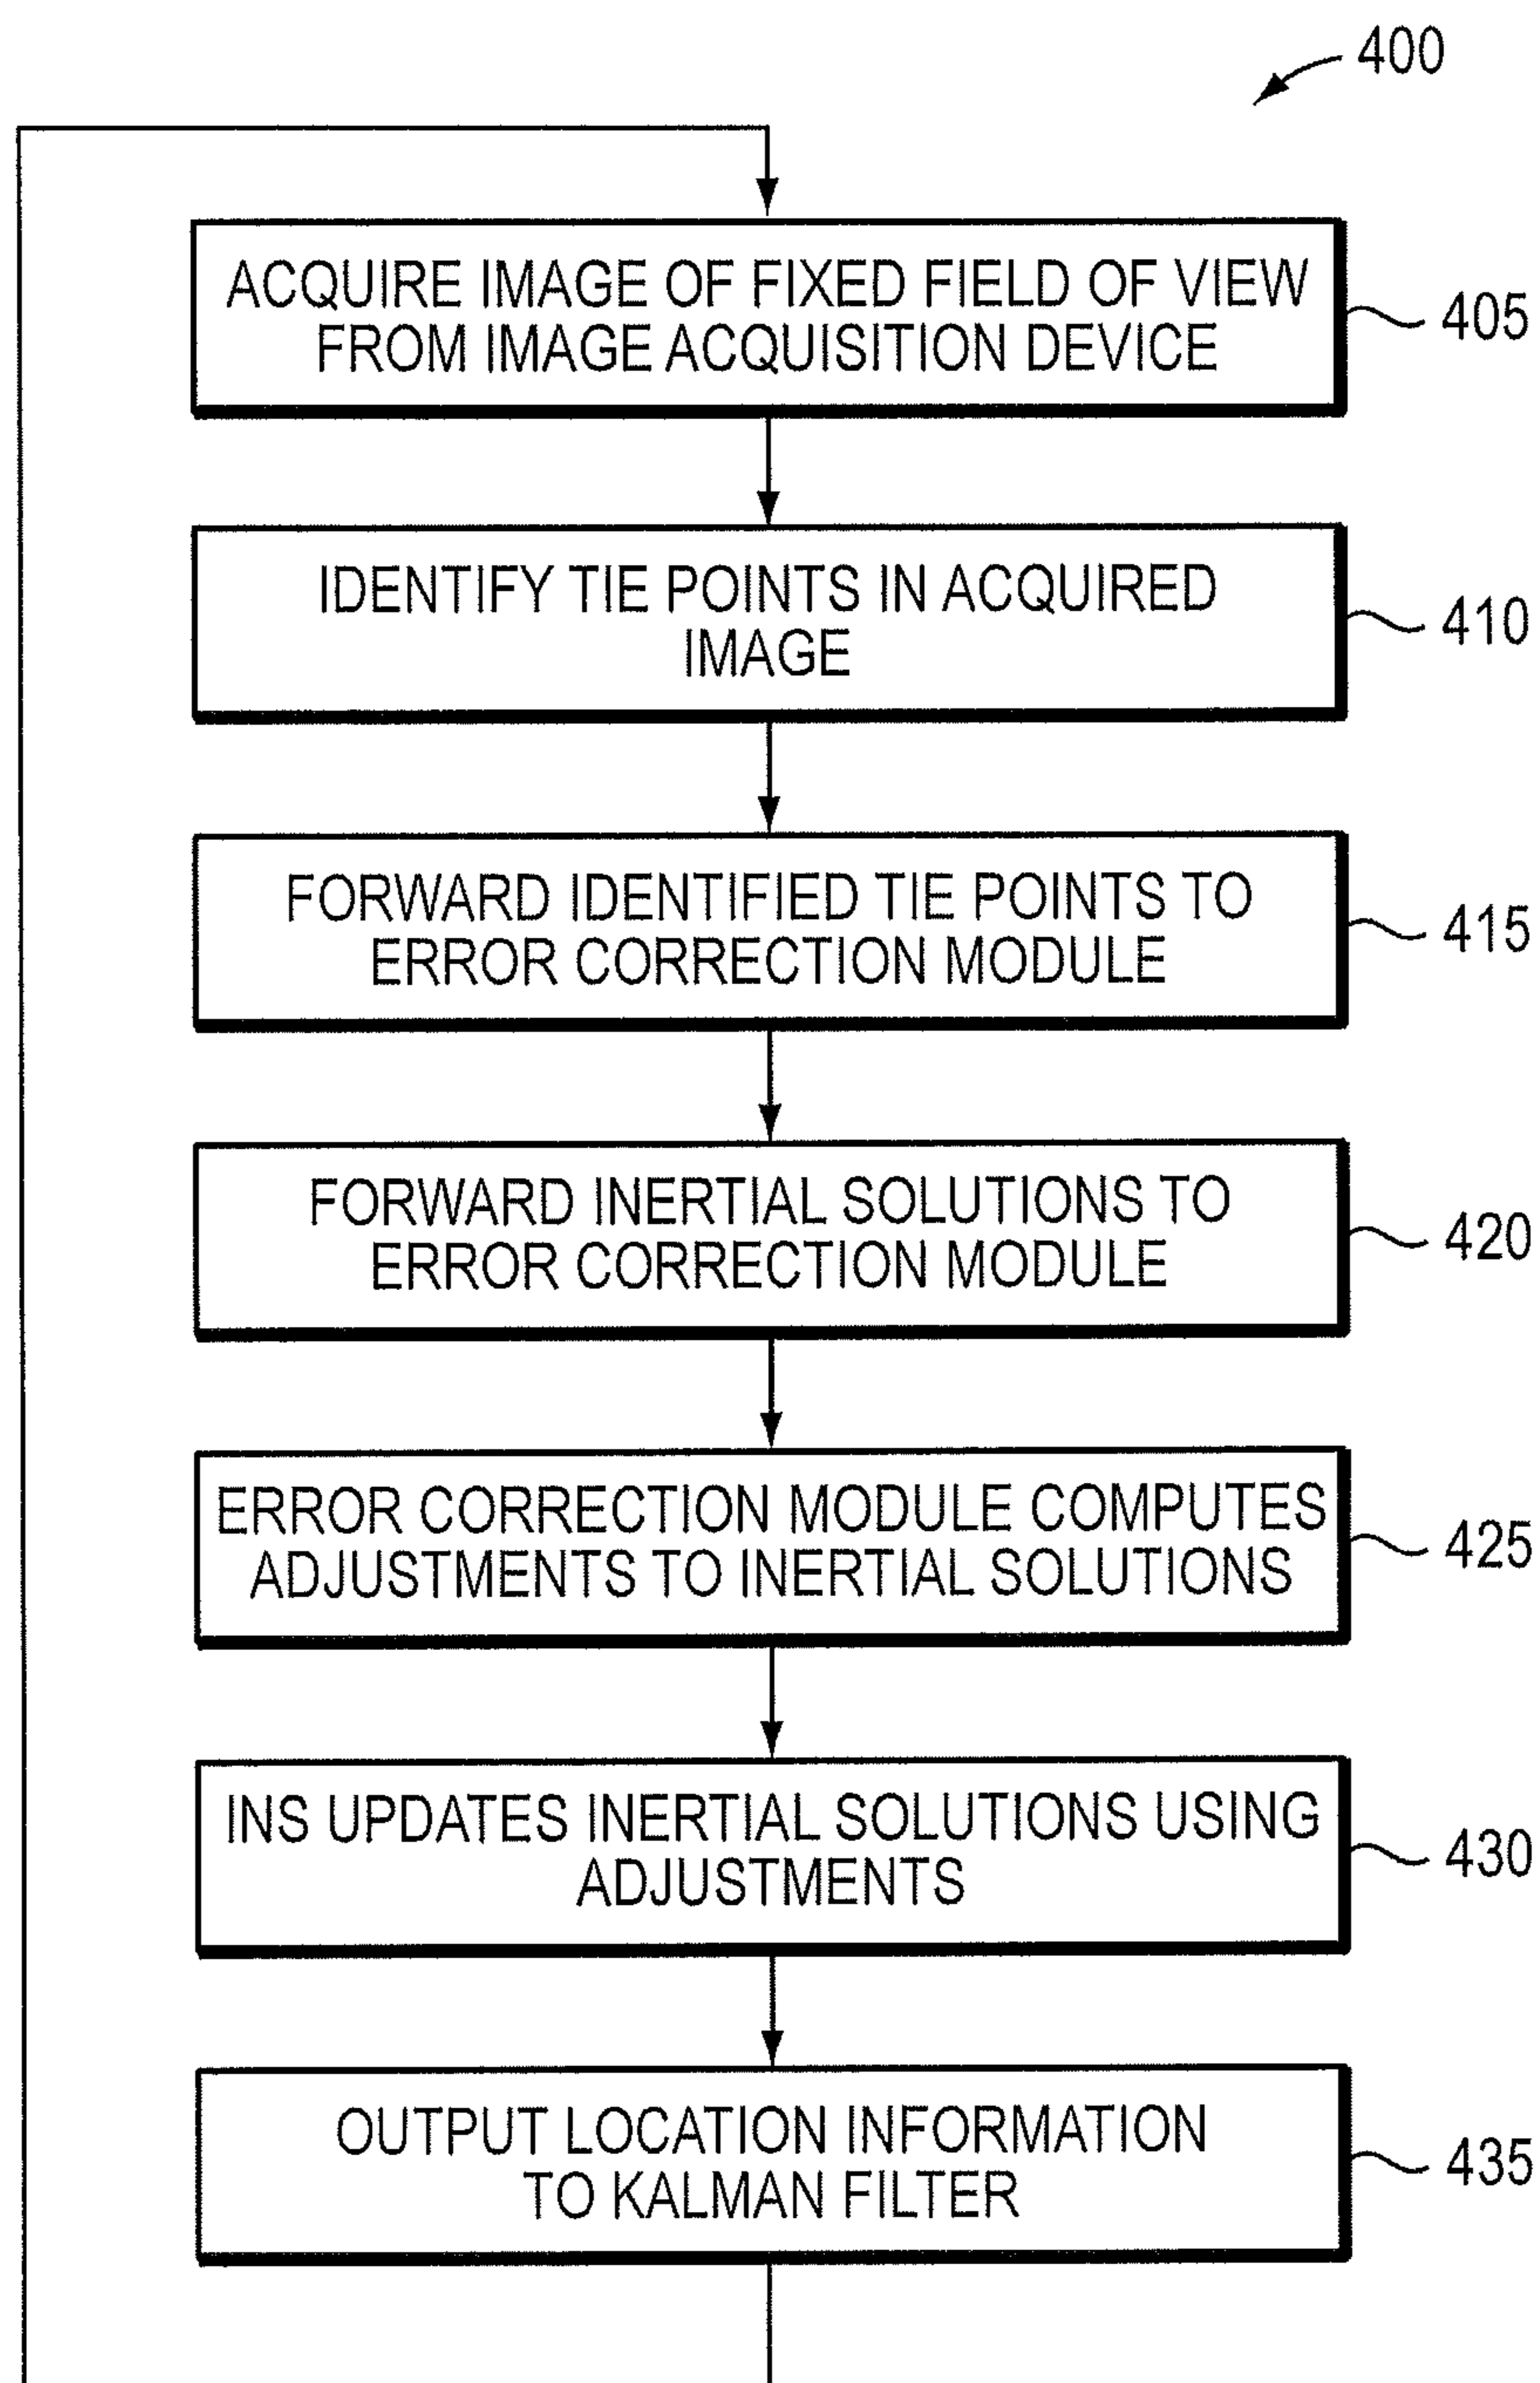 400
ACQUIRE IMAGE OF FIXED FIELD OF VIEW
FROM IMAGE ACQUISITION DEVICE
405
IDENTIFY TIE POINTS IN ACQUIRED
IMAGE
410
FORWARD IDENTIFIED TIE POINTS TO
ERROR CORRECTION MODULE
415
FORWARD INERTIAL SOLUTIONS TO
ERROR CORRECTION MODULE
420
ERROR CORRECTION MODULE COMPUTES
ADJUSTMENTS TO INERTIAL SOLUTIONS
425
INS UPDATES INERTIAL SOLUTIONS USING
ADJUSTMENTS
430
OUTPUT LOCATION INFORMATION
TO KALMAN FILTER
435